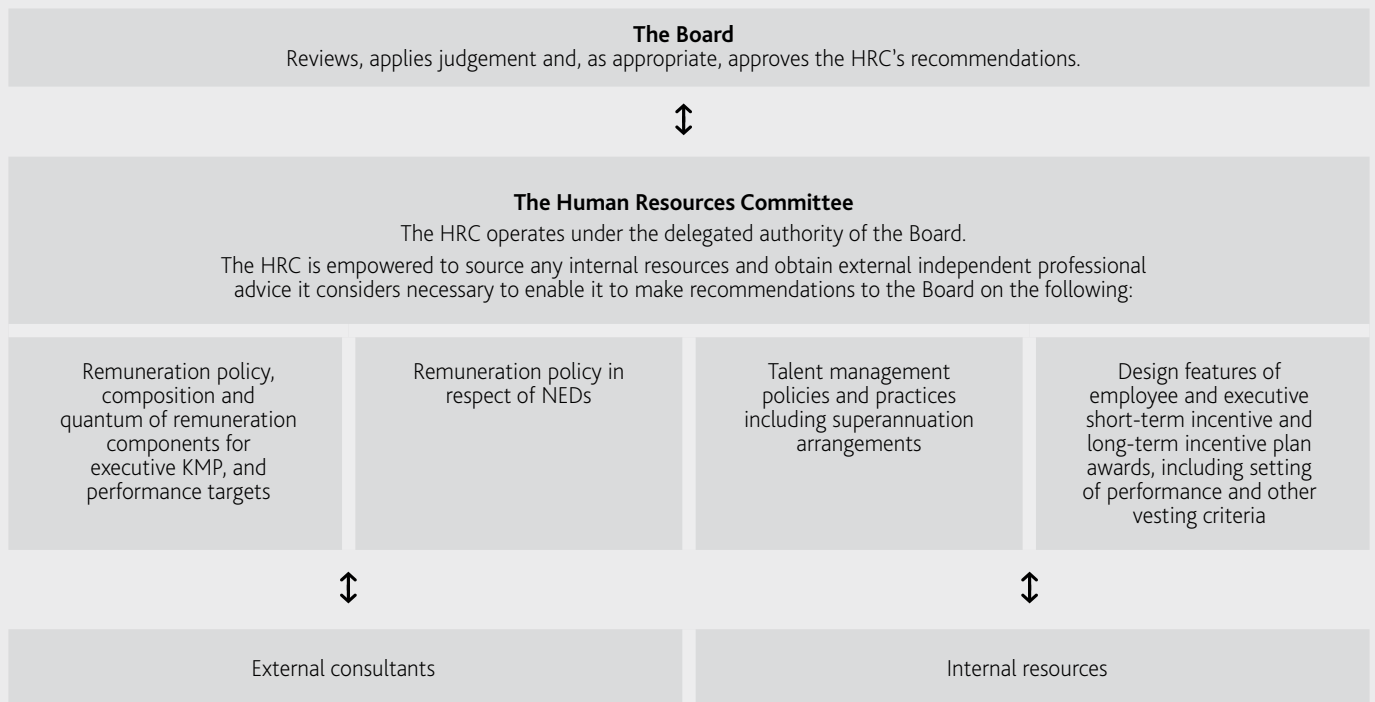 The Board
Reviews, applies judgement and, as appropriate, approves the HRC's recommendations.
The Human Resources Committee
The HRC operates under the delegated authority of the Board.
The HRC is empowered to source any internal resources and obtain external independent professional
advice it considers necessary to enable it to make recommendations to the Board on the following:
Remuneration policy,
composition and
quantum of remuneration
components for
executive KMP, and
performance targets
Remuneration policy in
respect of NEDs
Talent management
policies and practices
including superannuation
arrangements
Design features of
employee and executive
short-term incentive and
long-term incentive plan
awards, including setting
of performance and other
vesting criteria
External consultants
Internal resources